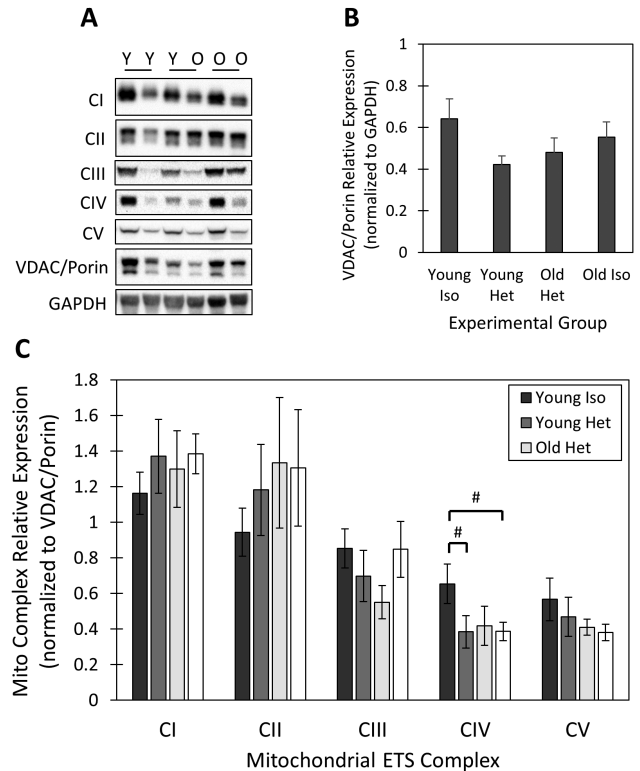 A
Y Y Y O O O
CI
CII
CIII
CIV
CV
VDAC/Porin
GAPDH
B
VDAC/Porin Relative Expression
(normalized to GAPDH)
1
0.8
0.6
0.4
0.2
0
Young Iso
Young Het
Old Het
Old Iso
Experimental Group
C
Mito Complex Relative Expression
(normalized to VDAC/Porin)
1.8
1.6
1.4
1.2
1
0.8
0.6
0.4
0.2
0
Young Iso
Young Het
Old Het
#
#
CI CII CIII CIV CV
Mitochondrial ETS Complex